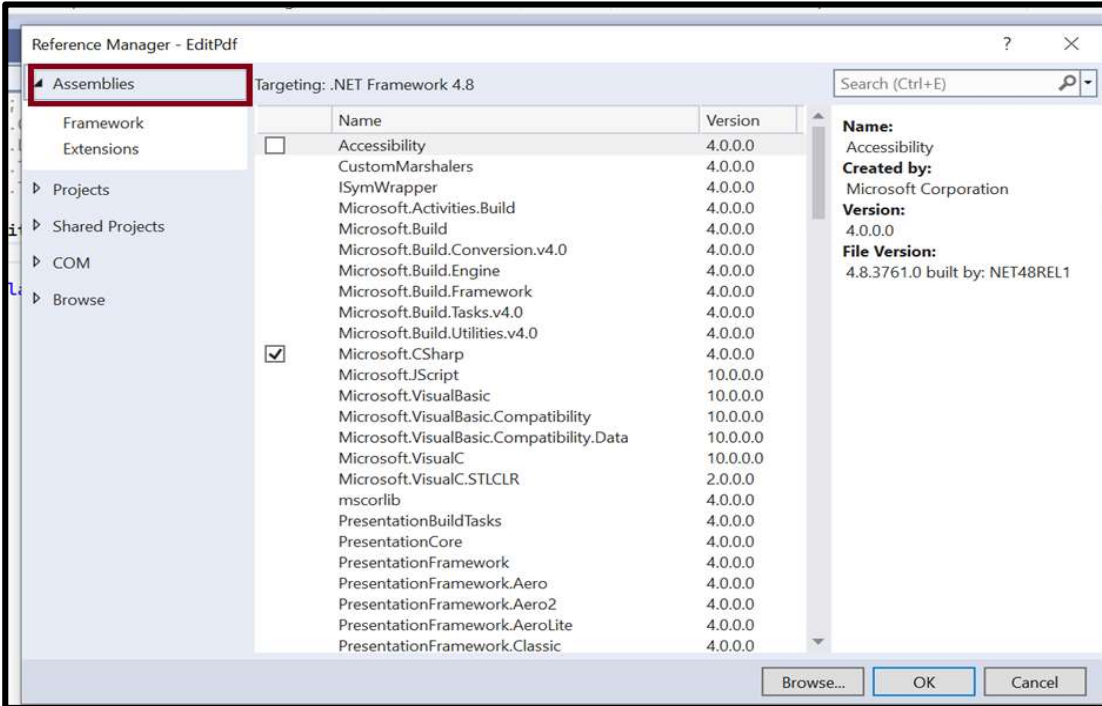 Reference Manager - EditPdf
? ×
Assemblies
Targeting: .NET Framework 4.8
Search (Ctrl+E)
Framework
Extensions
Projects
Shared Projects
COM
Browse
Name Version
Accessibility 4.0.0.0
CustomMarshalers 4.0.0.0
ISymWrapper 4.0.0.0
Microsoft.Activities.Build 4.0.0.0
Microsoft.Build 4.0.0.0
Microsoft.Build.Conversion.v4.0 4.0.0.0
Microsoft.Build.Engine 4.0.0.0
Microsoft.Build.Framework 4.0.0.0
Microsoft.Build.Tasks.v4.0 4.0.0.0
Microsoft.Build.Utilities.v4.0 4.0.0.0
Microsoft.CSharp 4.0.0.0
Microsoft.JScript 10.0.0.0
Microsoft.VisualBasic 10.0.0.0
Microsoft.VisualBasic.Compatibility 10.0.0.0
Microsoft.VisualBasic.Compatibility.Data 10.0.0.0
Microsoft.VisualC 10.0.0.0
Microsoft.VisualC.STLCLR 2.0.0.0
mscorlib 4.0.0.0
PresentationBuildTasks 4.0.0.0
PresentationCore 4.0.0.0
PresentationFramework 4.0.0.0
PresentationFramework.Aero 4.0.0.0
PresentationFramework.Aero2 4.0.0.0
PresentationFramework.AeroLite 4.0.0.0
PresentationFramework.Classic 4.0.0.0
Name:
Accessibility
Created by:
Microsoft Corporation
Version:
4.0.0.0
File Version:
4.8.3761.0 built by: NET48REL1
Browse... OK Cancel